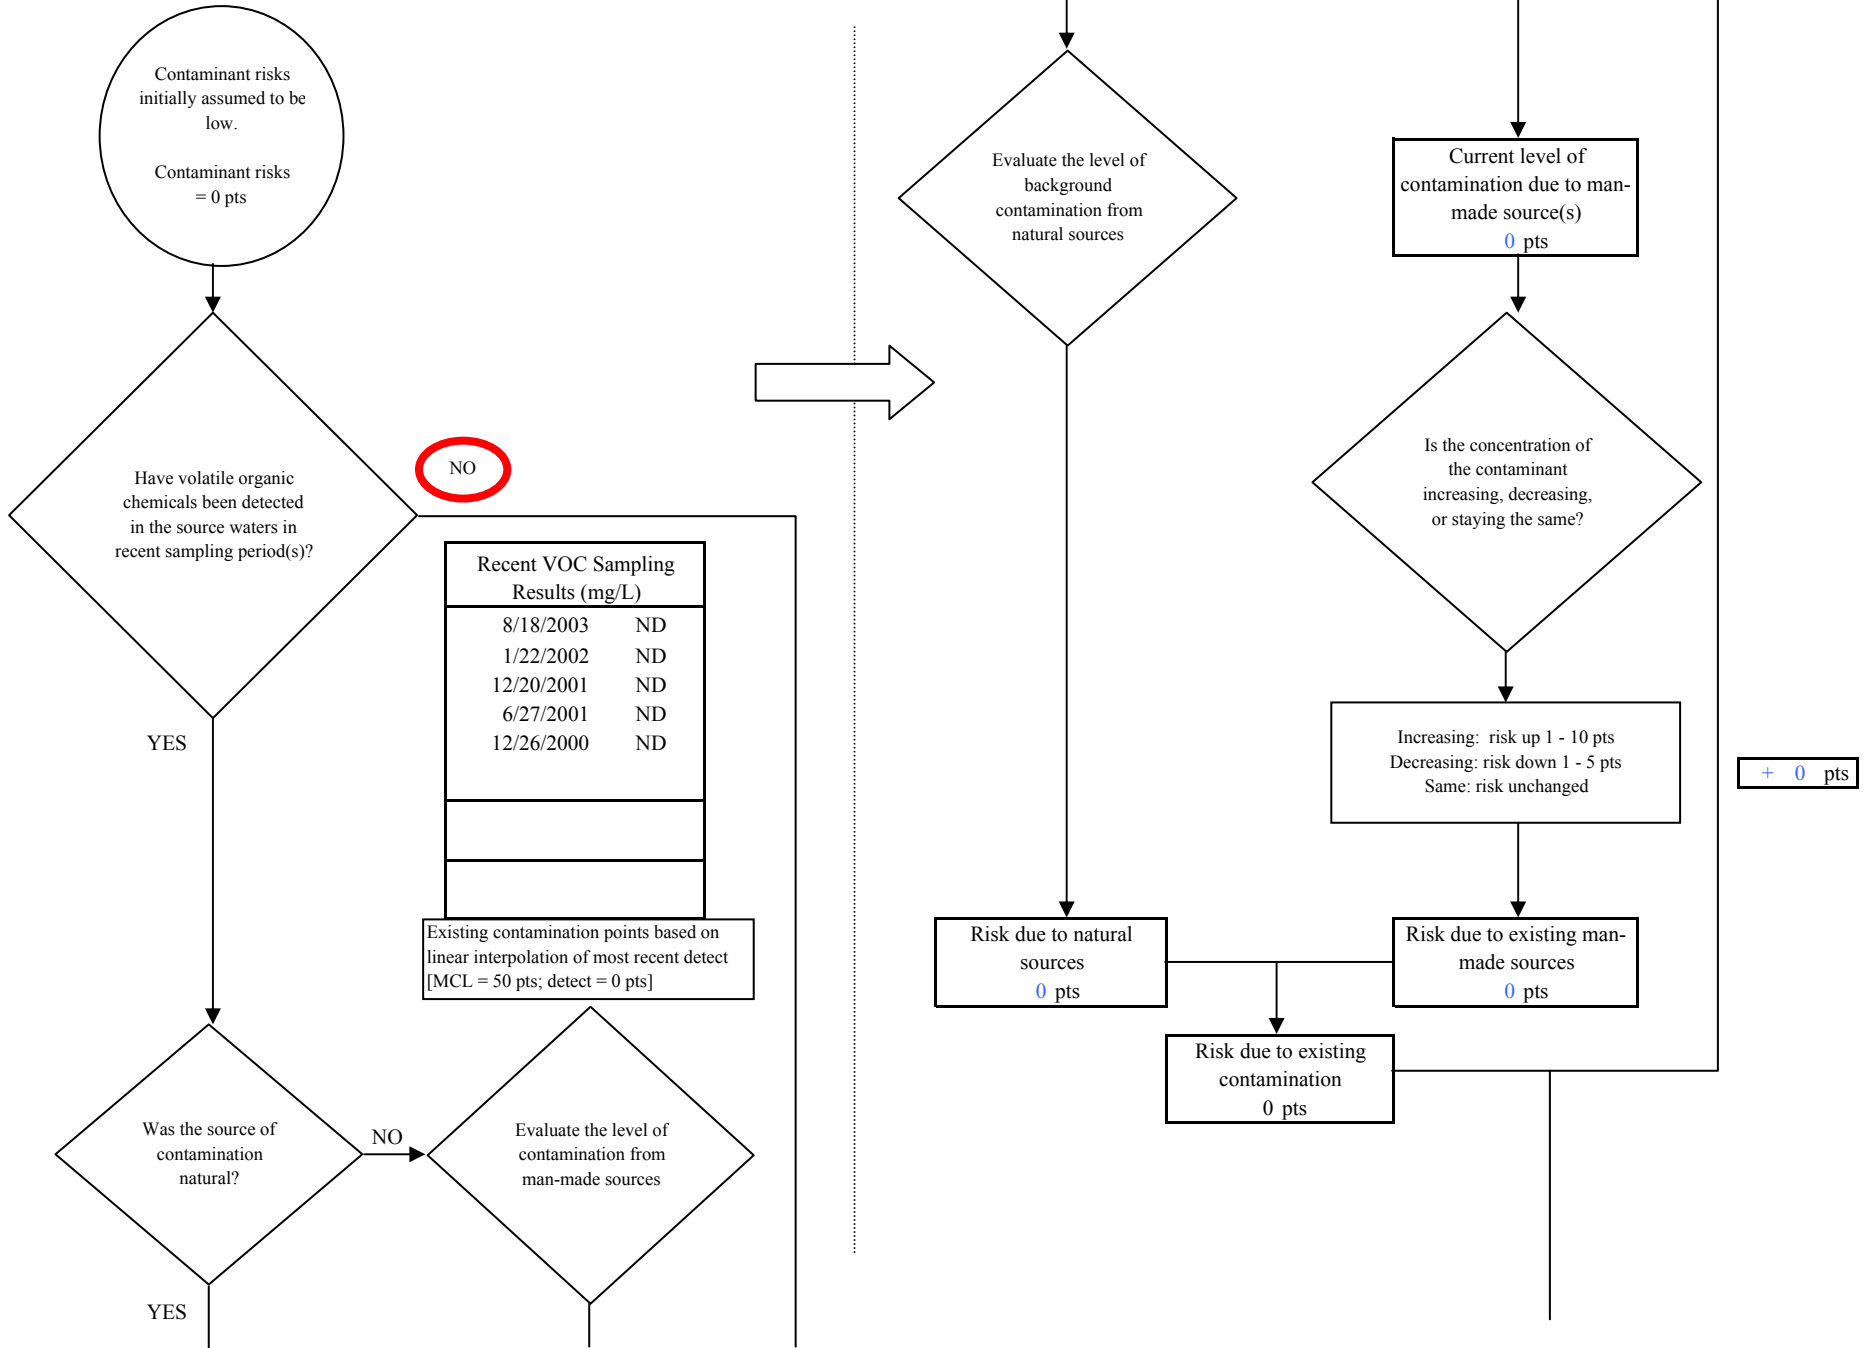 Contaminant risks
initially assumed to be
low.
Contaminant risks
= 0 pts
Have volatile organic
chemicals been detected
in the source waters in
recent sampling period(s)?
NO
YES
Recent VOC Sampling
Results (mg/L)
8/18/2003 ND
1/22/2002 ND
12/20/2001 ND
6/27/2001 ND
12/26/2000 ND
Existing contamination points based on
linear interpolation of most recent detect
[MCL = 50 pts; detect = 0 pts]
Was the source of
contamination
natural?
NO
YES
Evaluate the level of
contamination from
man-made sources
Evaluate the level of
background
contamination from
natural sources
Current level of
contamination due to man-
made source(s)
0 pts
Is the concentration of
the contaminant
increasing, decreasing,
or staying the same?
Increasing: risk up 1 - 10 pts
Decreasing: risk down 1 - 5 pts
Same: risk unchanged
+ 0 pts
Risk due to natural
sources
0 pts
Risk due to existing man-
made sources
0 pts
Risk due to existing
contamination
0 pts